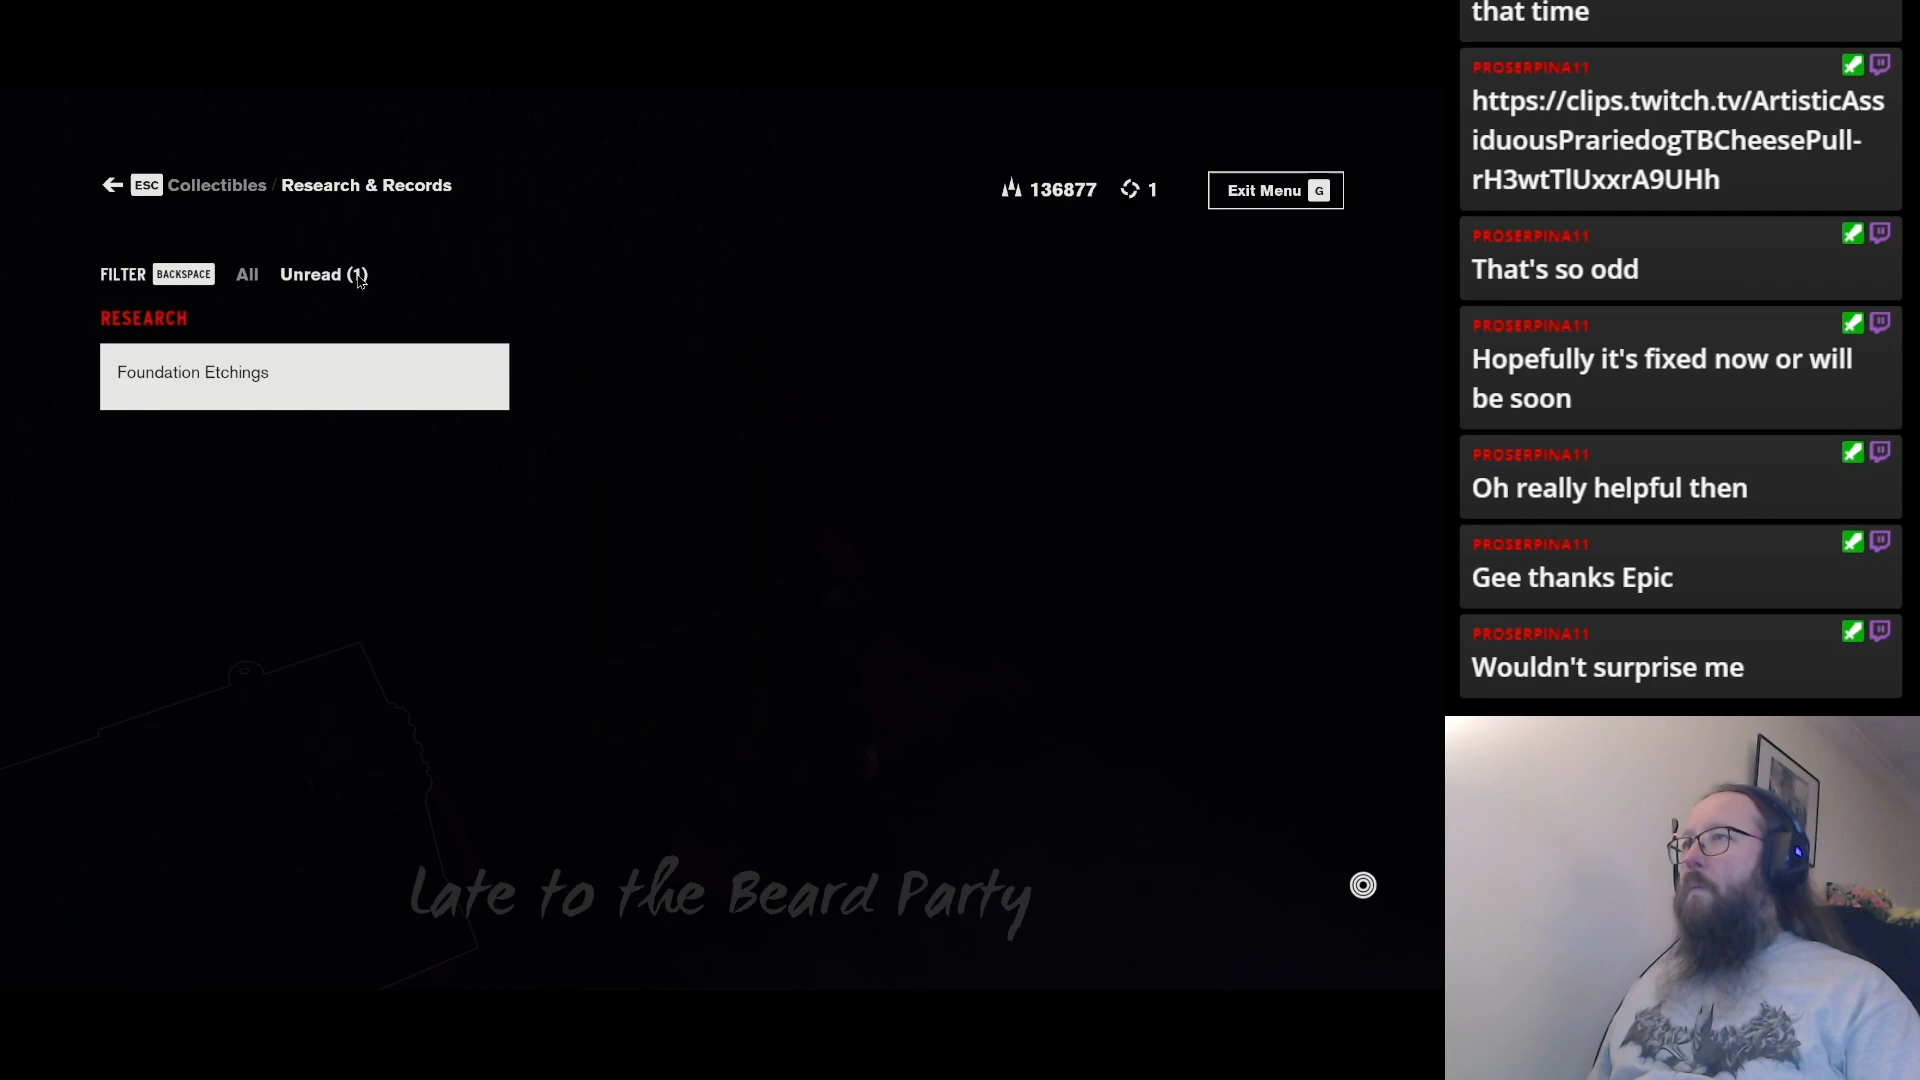 ESC Collectibles / Research & Records
136877 1
Exit Menu G
FILTER BACKSPACE All Unread (1)
RESEARCH
Foundation Etchings
Late to the Beard Party
that time
PROSERPINA11
https://clips.twitch.tv/ArtisticAss
iduousPrariedogTBCheesePull-
rH3wtTlUxxrA9UHh
PROSERPINA11
That's so odd
PROSERPINA11
Hopefully it's fixed now or will
be soon
PROSERPINA11
Oh really helpful then
PROSERPINA11
Gee thanks Epic
PROSERPINA11
Wouldn't surprise me